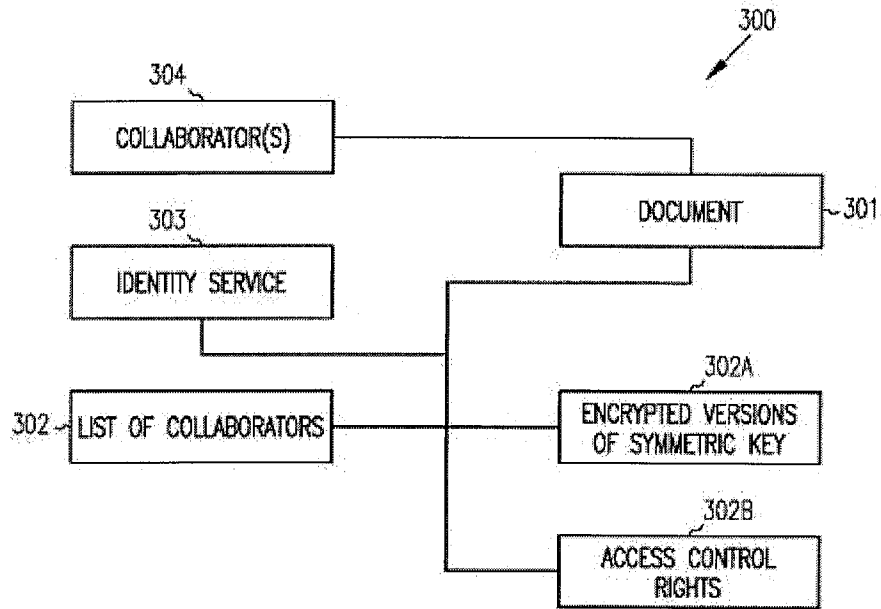 300
304
COLLABORATOR(S)
DOCUMENT
301
303
IDENTITY SERVICE
302
LIST OF COLLABORATORS
302A
ENCRYPTED VERSIONS
OF SYMMETRIC KEY
302B
ACCESS CONTROL
RIGHTS